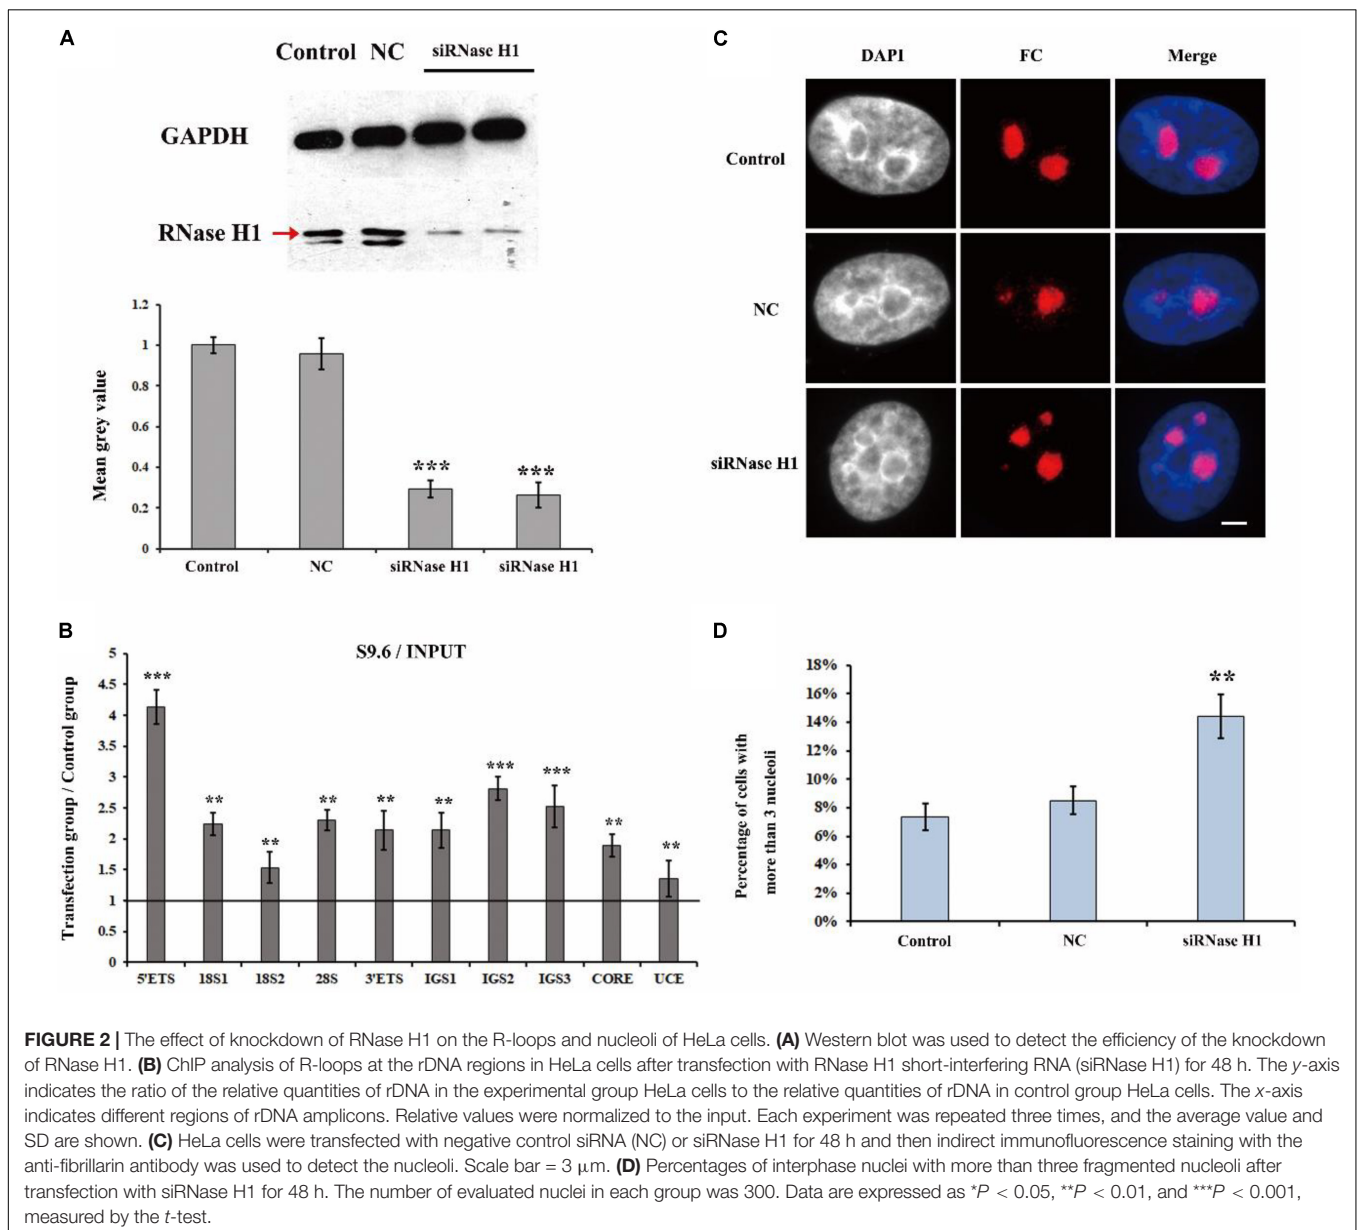 A
Control NC siRNase H1
GAPDH
RNase H1
1.2
1
0.8
0.6
0.4
0.2
0
Mean grey value
***
***
Control NC siRNase H1 siRNase H1
B
S9.6 / INPUT
5
4.5
4
3.5
3
2.5
2
1.5
1
0.5
0
Transfection group / Control group
***
**
**
**
**
**
***
***
**
**
5'ETS 18S1 18S2 28S 3'ETS IGS1 IGS2 IGS3 CORE UCE
C
DAPI FC Merge
Control
NC
siRNase H1
D
18%
16%
14%
12%
10%
8%
6%
4%
2%
0%
Percentage of cells with
more than 3 nucleoli
**
Control NC siRNase H1
FIGURE 2 | The effect of knockdown of RNase H1 on the R-loops and nucleoli of HeLa cells. (A) Western blot was used to detect the efficiency of the knockdown
of RNase H1. (B) ChIP analysis of R-loops at the rDNA regions in HeLa cells after transfection with RNase H1 short-interfering RNA (siRNase H1) for 48 h. The y-axis
indicates the ratio of the relative quantities of rDNA in the experimental group HeLa cells to the relative quantities of rDNA in control group HeLa cells. The x-axis
indicates different regions of rDNA amplicons. Relative values were normalized to the input. Each experiment was repeated three times, and the average value and
SD are shown. (C) HeLa cells were transfected with negative control siRNA (NC) or siRNase H1 for 48 h and then indirect immunofluorescence staining with the
anti-fibrillarin antibody was used to detect the nucleoli. Scale bar = 3 μm. (D) Percentages of interphase nuclei with more than three fragmented nucleoli after
transfection with siRNase H1 for 48 h. The number of evaluated nuclei in each group was 300. Data are expressed as *P < 0.05, **P < 0.01, and ***P < 0.001,
measured by the t-test.